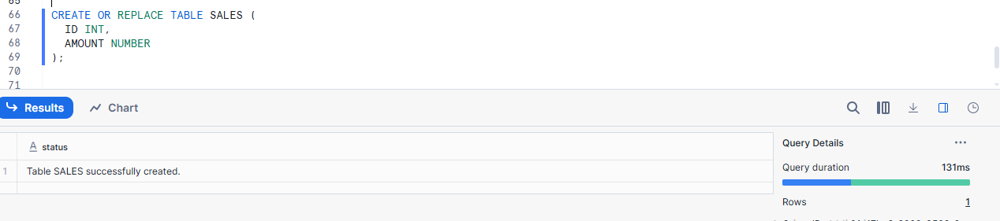 65
66 CREATE OR REPLACE TABLE SALES (
67 ID INT,
68 AMOUNT NUMBER
69 );
70
71
Results Chart
A status
Query Details
1 Table SALES successfully created.
Query duration 131ms
Rows 1